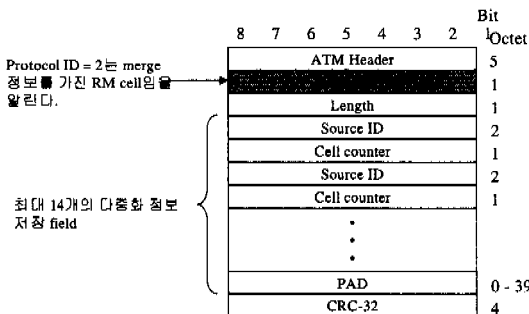 Bit
8 7 6 5 4 3 2 1
Octet
ATM Header 5
Protocol ID = 2는 merge
정보를 가진 RM cell임을
알린다.
1
Length 1
Source ID 2
Cell counter 1
Source ID 2
Cell counter 1
최대 14개의 다중화 정보
저장 field
PAD 0 - 39
CRC-32 4